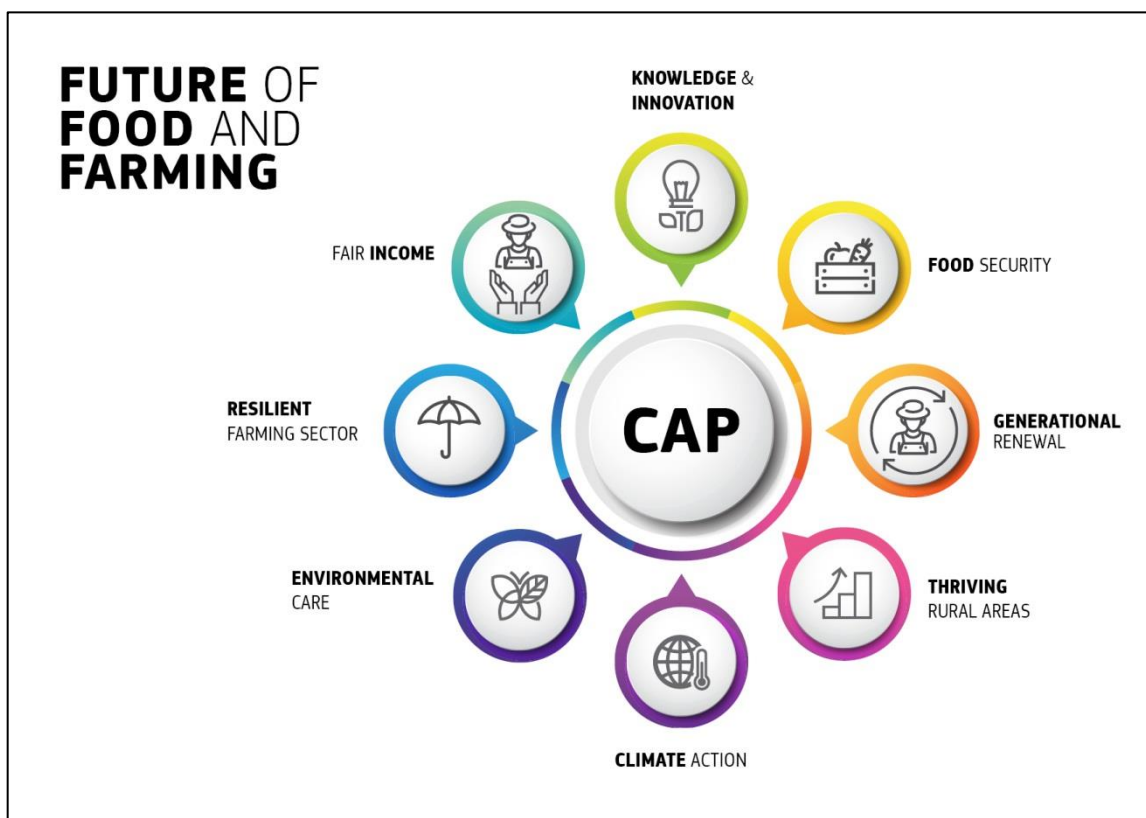 FUTURE OF
FOOD AND
FARMING
KNOWLEDGE &
INNOVATION
FOOD SECURITY
GENERATIONAL
RENEWAL
THRIVING
RURAL AREAS
CLIMATE ACTION
ENVIRONMENTAL
CARE
RESILIENT
FARMING SECTOR
FAIR INCOME
CAP